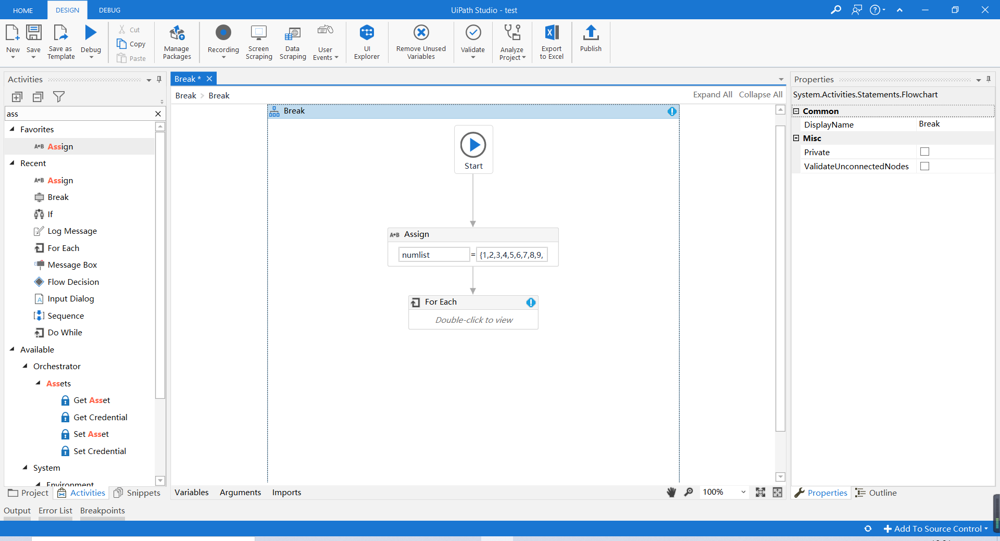 HOME DESIGN DEBUG UiPath Studio - test
New Save Save as Template Debug
Cut
Copy
Paste
Manage Packages
Recording
Screen Scraping
Data Scraping
User Events
UI Explorer
Remove Unused Variables
Validate
Analyze Project
Export to Excel
Publish
Activities
ass
Favorites
Assign
Recent
Assign
Break
If
Log Message
For Each
Message Box
Flow Decision
Input Dialog
Sequence
Do While
Available
Orchestrator
Assets
Get Asset
Get Credential
Set Asset
Set Credential
System
Environment
Project Activities Snippets
Break *
Break > Break Expand All Collapse All
Break
Start
A←B Assign
numlist = {1,2,3,4,5,6,7,8,9,
For Each
Double-click to view
Variables Arguments Imports 100%
Properties
System.Activities.Statements.Flowchart
Common
DisplayName Break
Misc
Private
ValidateUnconnectedNodes
Properties Outline
Output Error List Breakpoints
Add To Source Control